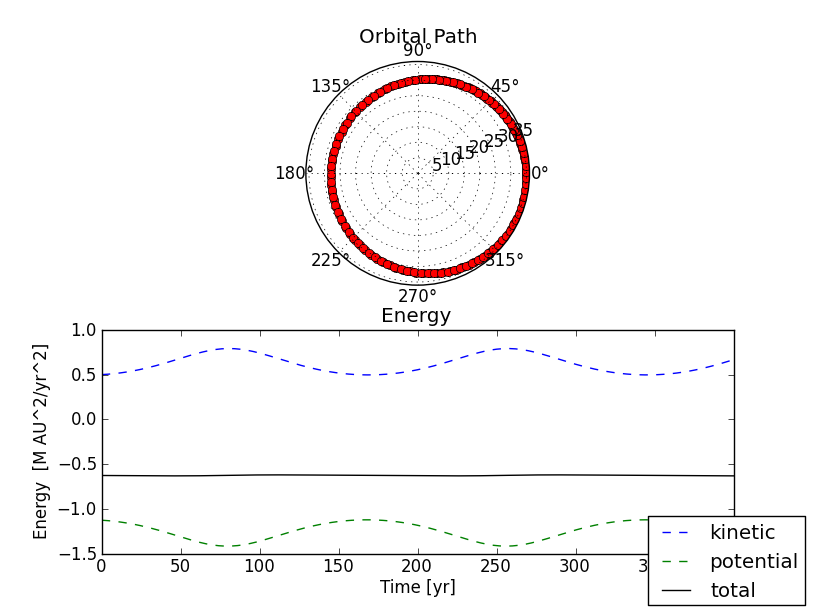 Orbital Path
90°
135° 45°
5 10 15 20 25 30 35
180° 0°
225° 315°
270°
Energy
1.0
0.5
0.0
−0.5
−1.0
−1.5
Energy [M AU^2/yr^2]
0 50 100 150 200 250 300
Time [yr]
kinetic
potential
total